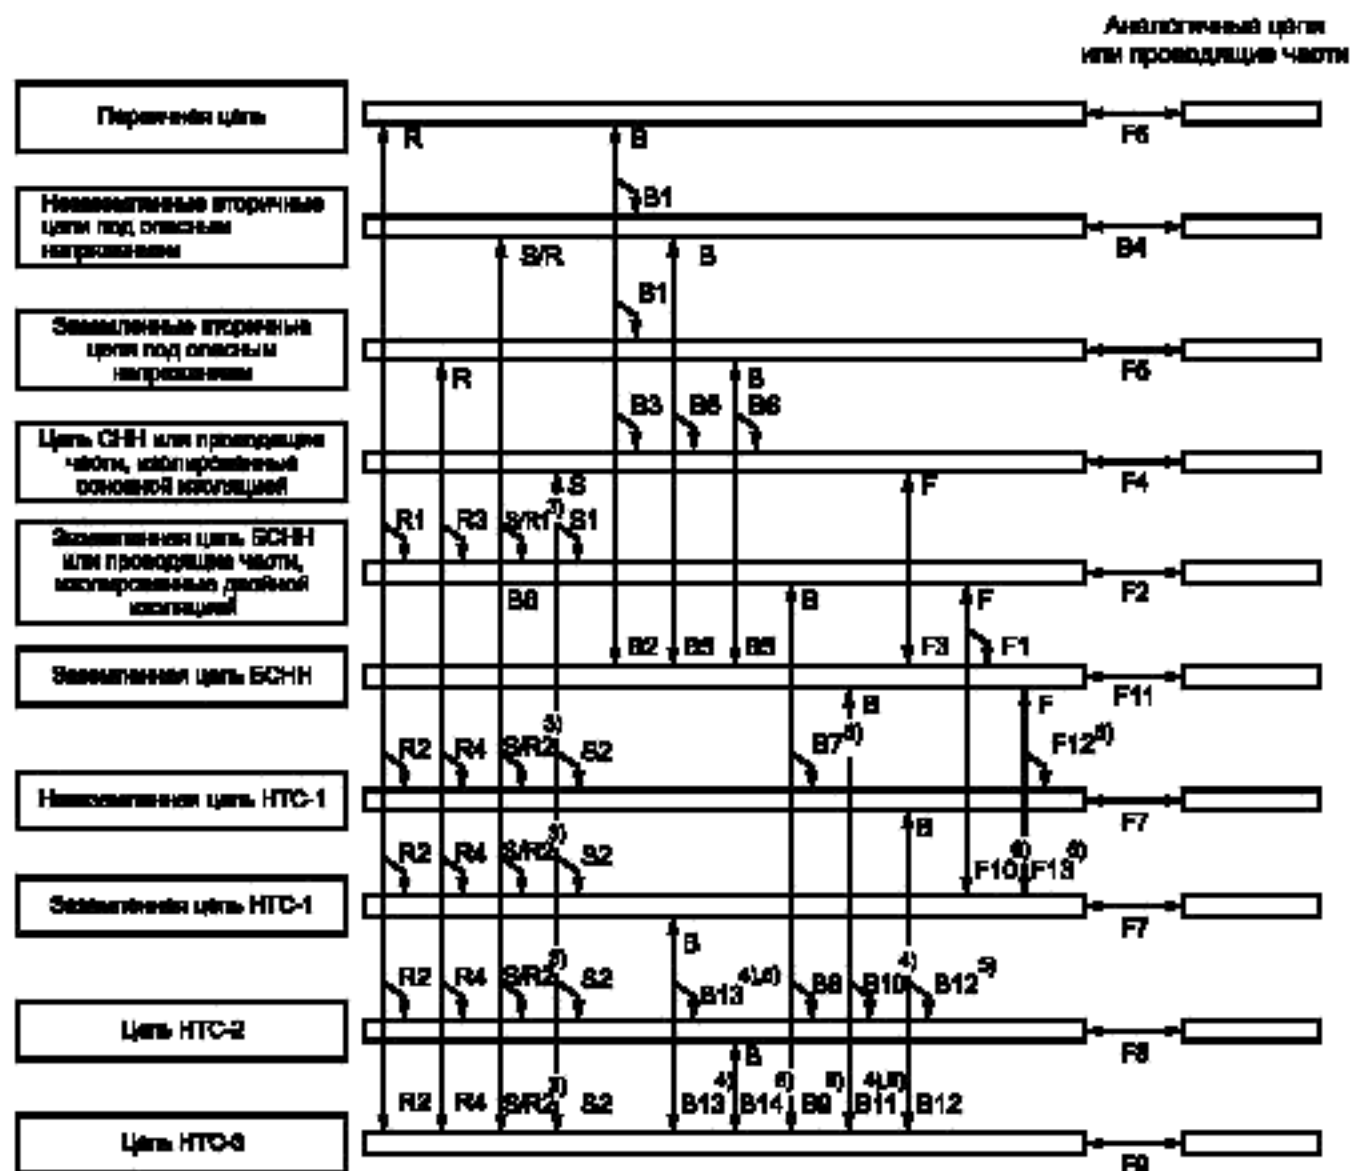 Аналогичные цепи
или проводящие части
Первичная цепь
F6
R
B
B1
Незаземленные вторичные
цепи под опасным
напряжением
B4
S/R
B
B1
Заземленные вторичные
цепи под опасным
напряжением
F5
R
B
B3
B6
Цепь СНН или проводящие
части, изолированные
основной изоляцией
F4
S
F
R1
R3
S/R1
S1
Заземленная цепь БСНН
или проводящие части,
изолированные двойной
изоляцией
F2
B
F
B2
B5
F3
F1
Заземленная цепь БСНН
F11
B
F
R2
R4
S/R2
S2
B7
F12
Незаземленная цепь НТС-1
F7
B
R2
R4
S/R2
S2
F10
F13
Заземленная цепь НТС-1
F7
B
R2
R4
S/R2
S2
B13
B8
B10
4)
B12
Цепь НТС-2
F8
B
R2
R4
S/R2
S2
B13
4)
B14
B9
B11
B12
Цепь НТС-3
F9